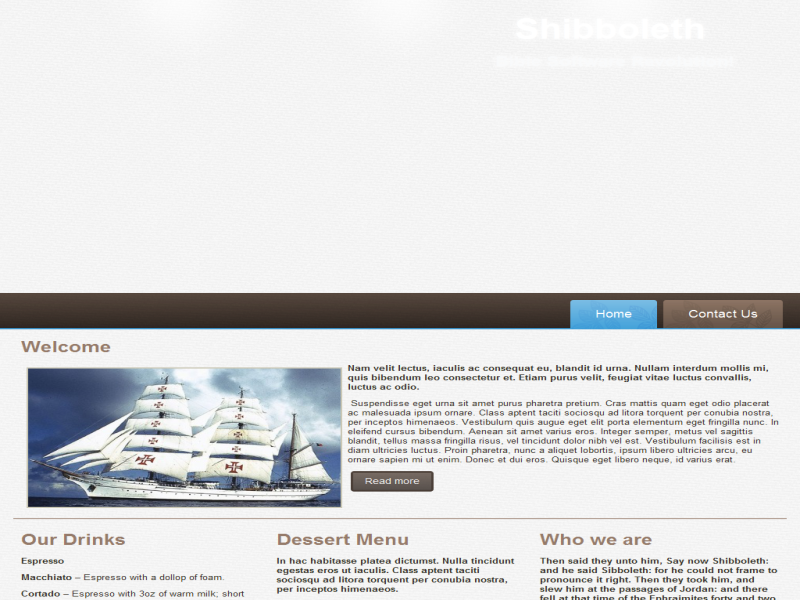 Shibboleth
Home
Contact Us
Welcome
Nam velit lectus, iaculis ac consequat eu, blandit id urna. Nullam interdum mollis mi,
quis bibendum leo consectetur et. Etiam purus velit, feugiat vitae luctus convallis,
luctus ac odio.
Suspendisse eget urna sit amet purus pharetra pretium. Cras mattis quam eget odio placerat
ac malesuada ipsum ornare. Class aptent taciti sociosqu ad litora torquent per conubia nostra,
per inceptos himenaeos. Vestibulum quis augue eget elit porta elementum eget fringilla nunc. In
eleifend cursus bibendum. Aenean sit amet varius eros. Integer semper, metus vel sagittis
blandit, tellus massa fringilla risus, vel tincidunt dolor nibh vel est. Vestibulum facilisis est in
diam ultricies luctus. Proin pharetra, nunc a aliquet lobortis, ipsum libero ultricies arcu, eu
ornare sapien mi ut enim. Donec et dui eros. Quisque eget libero neque, id varius erat.
Read more
Our Drinks
Espresso
Macchiato – Espresso with a dollop of foam.
Cortado – Espresso with 3oz of warm milk; short
Dessert Menu
In hac habitasse platea dictumst. Nulla tincidunt
egestas eros ut iaculis. Class aptent taciti
sociosqu ad litora torquent per conubia nostra,
per inceptos himenaeos.
Who we are
Then said they unto him, Say now Shibboleth:
and he said Sibboleth: for he could not frame to
pronounce it right. Then they took him, and
slew him at the passages of Jordan: and there
fell at that time of the Ephraimites forty and two